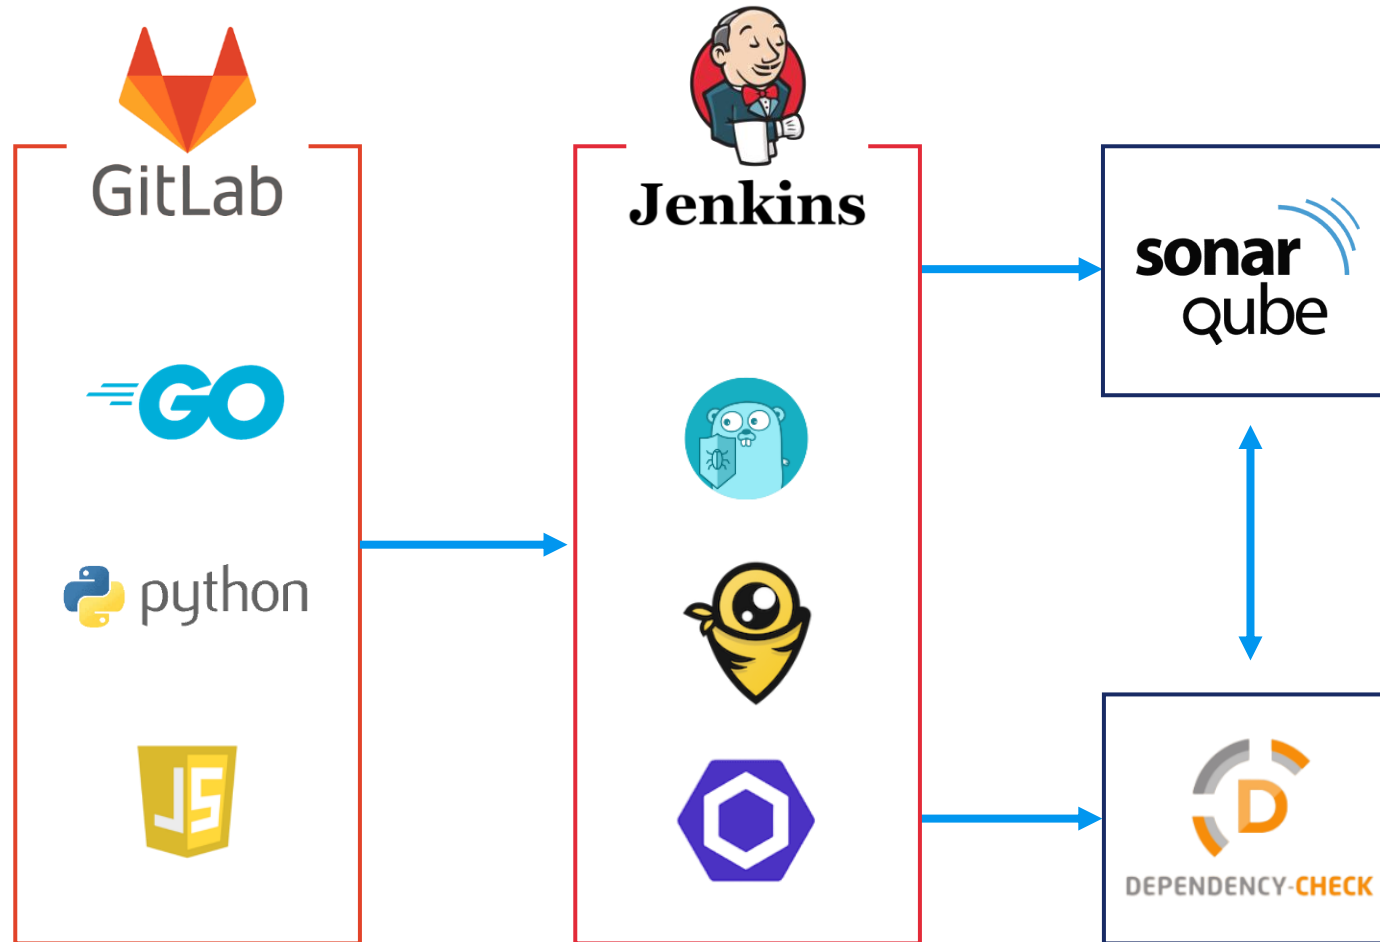 GitLab
GO
python
JS
Jenkins
sonar
qube
D
DEPENDENCY-CHECK